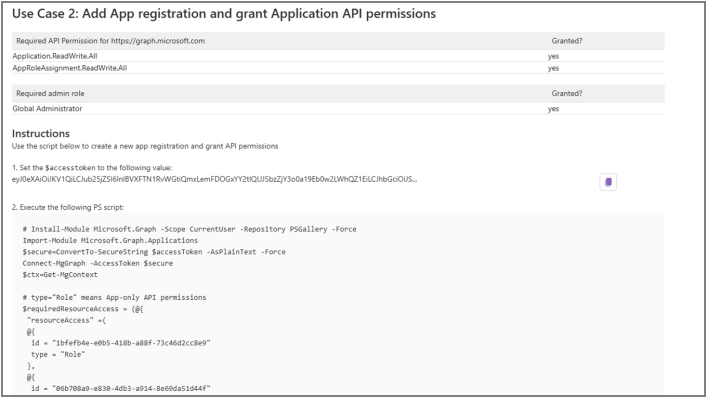 Use Case 2: Add App registration and grant Application API permissions
Required API Permission for https://graph.microsoft.com Granted?
Application.ReadWrite.All yes
AppRoleAssignment.ReadWrite.All yes
Required admin role Granted?
Global Administrator yes
Instructions
Use the script below to create a new app registration and grant API permissions
1. Set the $accesstoken to the following value:
2. Execute the following PS script:
# Install-Module Microsoft.Graph -Scope CurrentUser -Repository PSGallery -Force
Import-Module Microsoft.Graph.Applications
$secure=ConvertTo-SecureString $accessToken -AsPlainText -Force
Connect-MgGraph -AccessToken $secure
$ctx=Get-MgContext
# type="Role" means App-only API permissions
$requiredResourceAccess = (@{
"resourceAccess" =(
@{
id = "1bfefb4e-e0b5-418b-a88f-73c46d2cc8e9"
type = "Role"
},
@{
id = "06b708a9-e830-4db3-a914-8e69da51d44f"